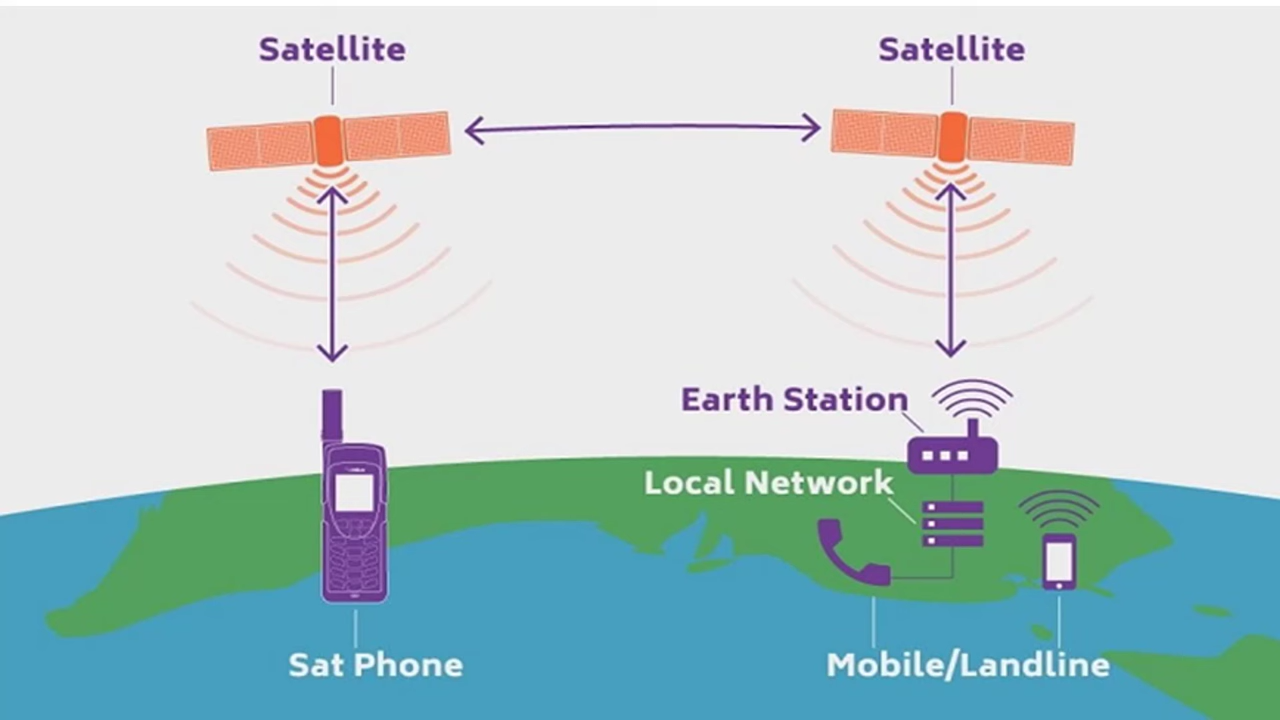 Satellite
Satellite
Earth Station
Local Network
Sat Phone
Mobile/Landline